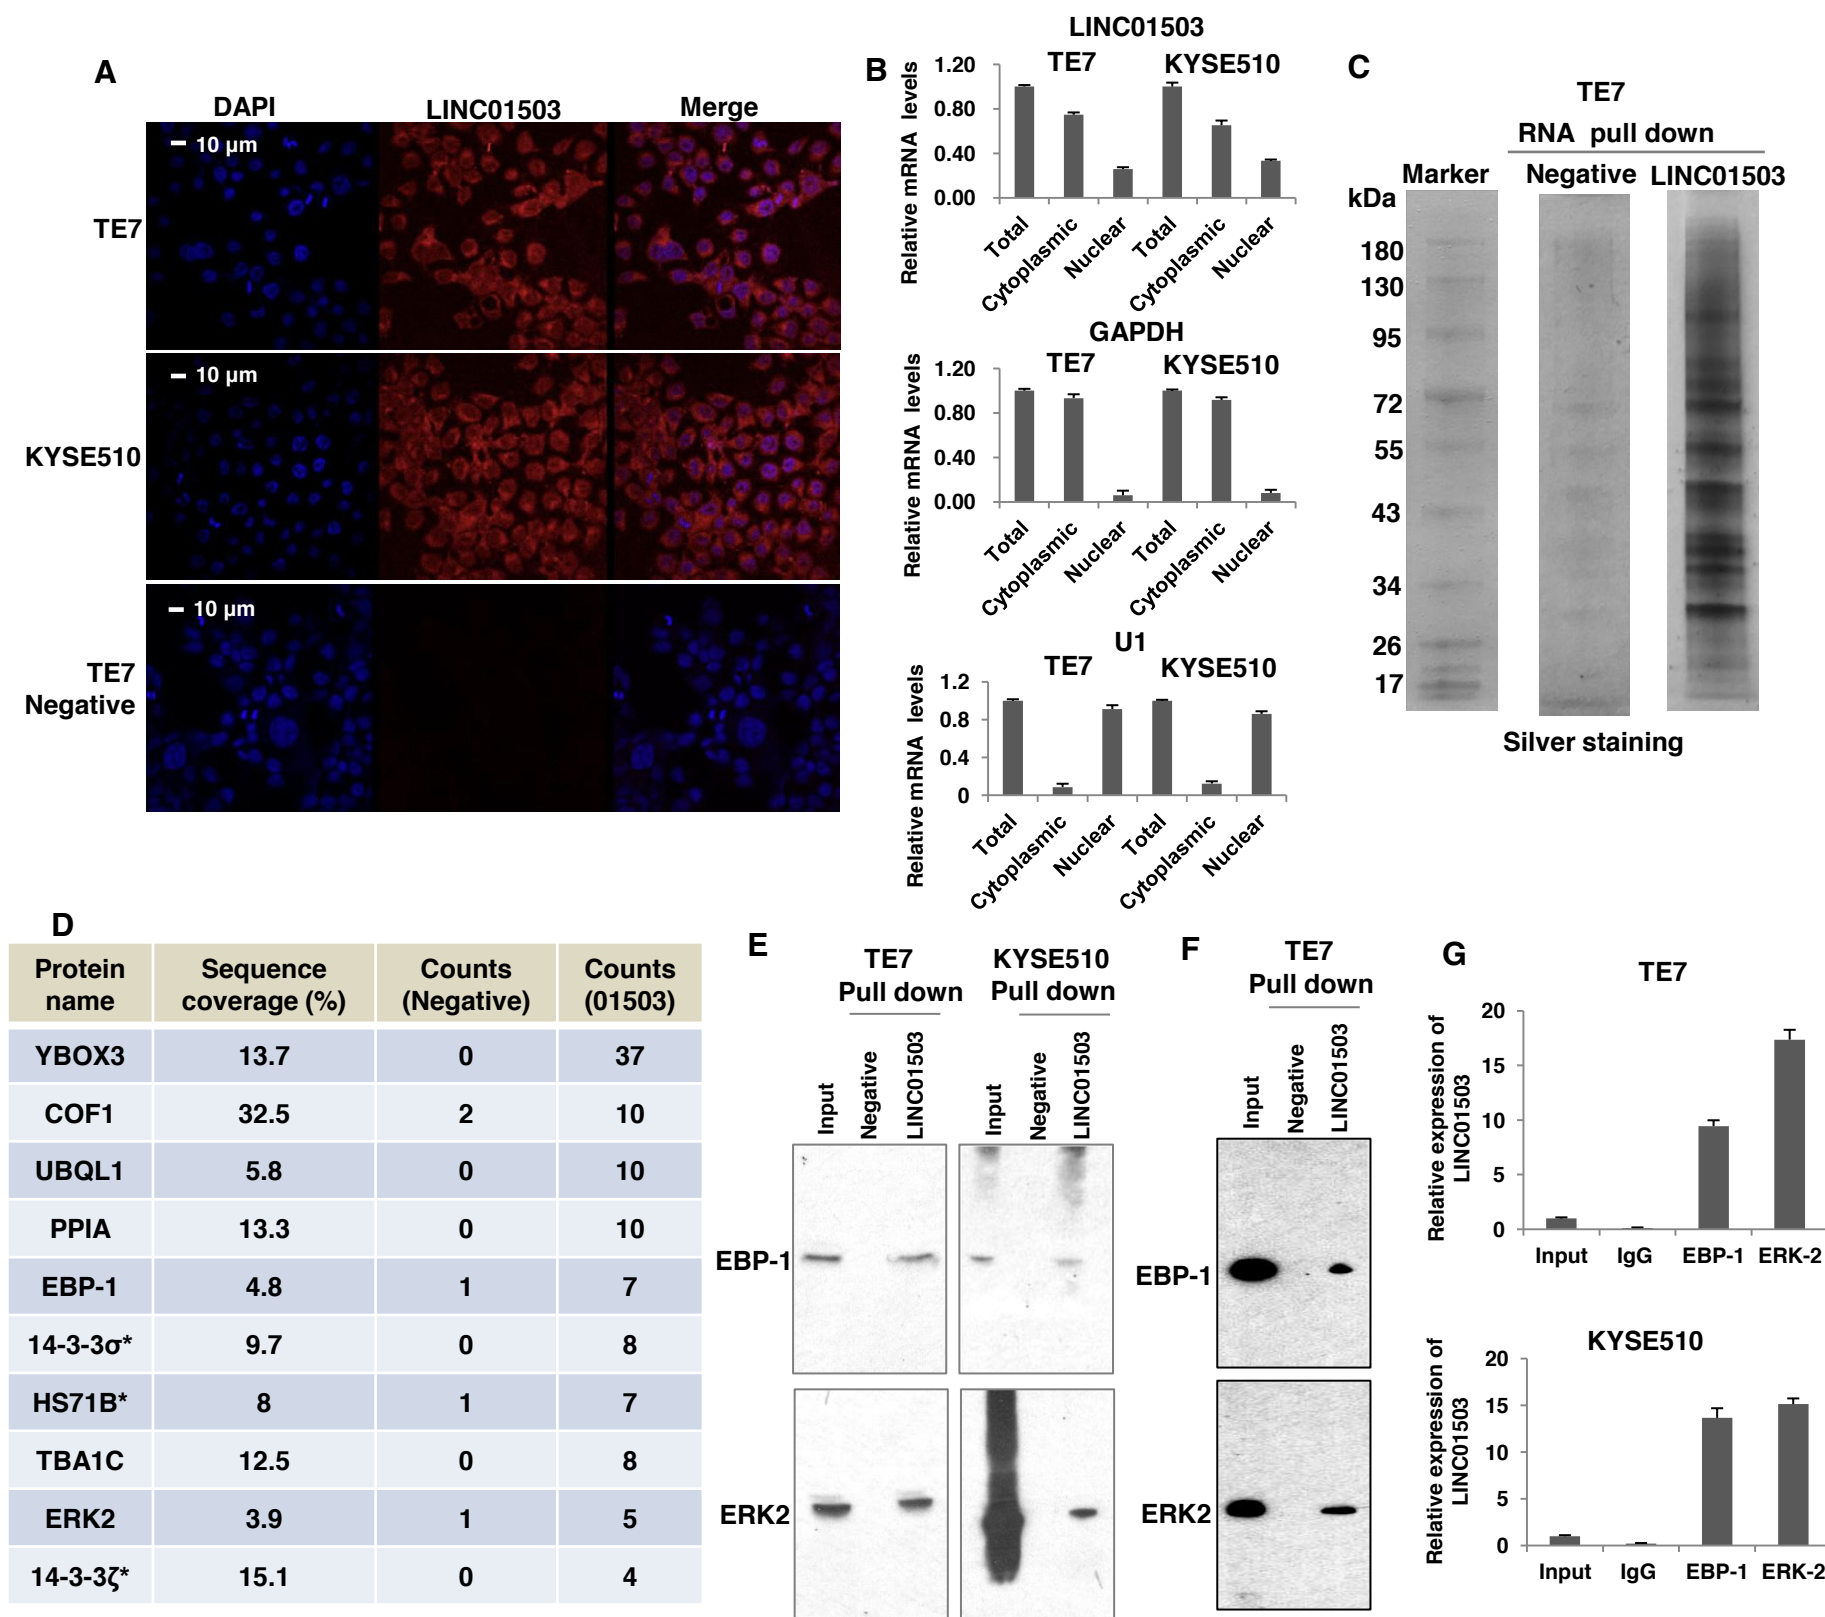 A
DAPI LINC01503 Merge
10 µm
TE7
10 µm
KYSE510
10 µm
TE7
Negative
B
LINC01503
TE7 KYSE510
Relative mRNA levels
1.20
0.80
0.40
0.00
Total Cytoplasmic Nuclear Total Cytoplasmic Nuclear
GAPDH
TE7 KYSE510
Relative mRNA levels
1.20
0.80
0.40
0.00
Total Cytoplasmic Nuclear Total Cytoplasmic Nuclear
U1
TE7 KYSE510
Relative mRNA levels
1.2
0.8
0.4
0
Total Cytoplasmic Nuclear Total Cytoplasmic Nuclear
C
TE7
RNA pull down
Marker Negative LINC01503
kDa
180
130
95
72
55
43
34
26
17
Silver staining
D
Protein name Sequence coverage (%) Counts (Negative) Counts (01503)
YBOX3 13.7 0 37
COF1 32.5 2 10
UBQL1 5.8 0 10
PPIA 13.3 0 10
EBP-1 4.8 1 7
14-3-3σ* 9.7 0 8
HS71B* 8 1 7
TBA1C 12.5 0 8
ERK2 3.9 1 5
14-3-3ζ* 15.1 0 4
E
TE7 KYSE510
Pull down Pull down
Input Negative LINC01503 Input Negative LINC01503
EBP-1
ERK2
F
TE7
Pull down
Input Negative LINC01503
EBP-1
ERK2
G
TE7
Relative expression of
LINC01503
20
15
10
5
0
Input IgG EBP-1 ERK-2
KYSE510
Relative expression of
LINC01503
20
15
10
5
0
Input IgG EBP-1 ERK-2